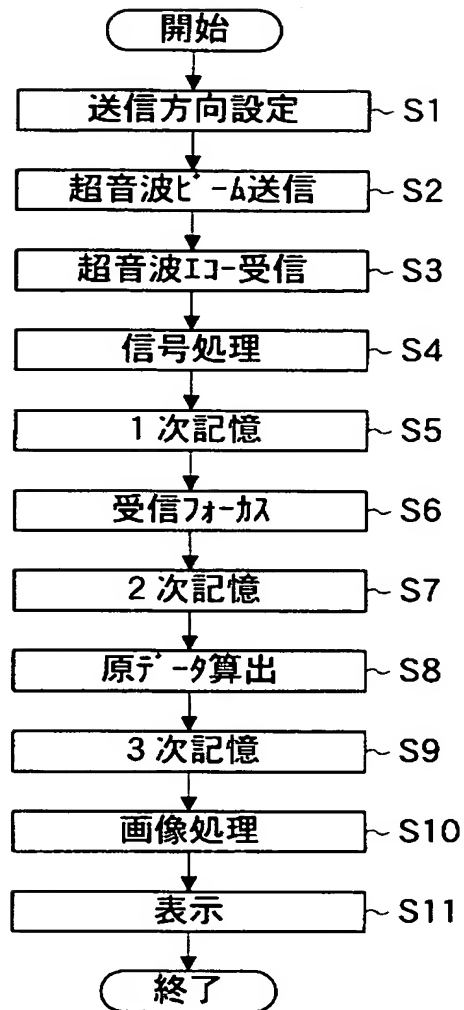 開始
送信方向設定 ~ S1
超音波ﾋﾞｰﾑ送信 ~ S2
超音波ｴｺｰ受信 ~ S3
信号処理 ~ S4
1次記憶 ~ S5
受信ﾌｫｰｶｽ ~ S6
2次記憶 ~ S7
原ﾃﾞｰﾀ算出 ~ S8
3次記憶 ~ S9
画像処理 ~ S10
表示 ~ S11
終了